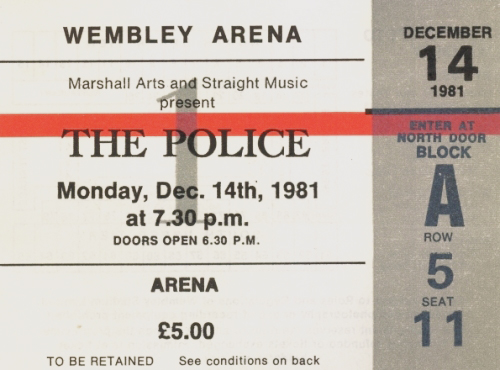 WEMBLEY ARENA
Marshall Arts and Straight Music
present
1
THE POLICE
Monday, Dec. 14th, 1981
at 7.30 p.m.
DOORS OPEN 6.30 P.M.
ARENA
£5.00
TO BE RETAINED See conditions on back
DECEMBER
14
1981
ENTER AT
NORTH DOOR
BLOCK
A
ROW
5
SEAT
11